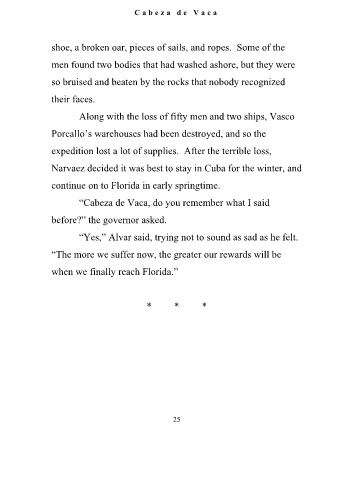 Cabeza de Vaca
shoe, a broken oar, pieces of sails, and ropes.  Some of the
men found two bodies that had washed ashore, but they were
so bruised and beaten by the rocks that nobody recognized
their faces.
Along with the loss of fifty men and two ships, Vasco
Porcallo’s warehouses had been destroyed, and so the
expedition lost a lot of supplies.  After the terrible loss,
Narvaez decided it was best to stay in Cuba for the winter, and
continue on to Florida in early springtime.
“Cabeza de Vaca, do you remember what I said
before?” the governor asked.
“Yes,” Alvar said, trying not to sound as sad as he felt.
“The more we suffer now, the greater our rewards will be
when we finally reach Florida.”
* * *
25